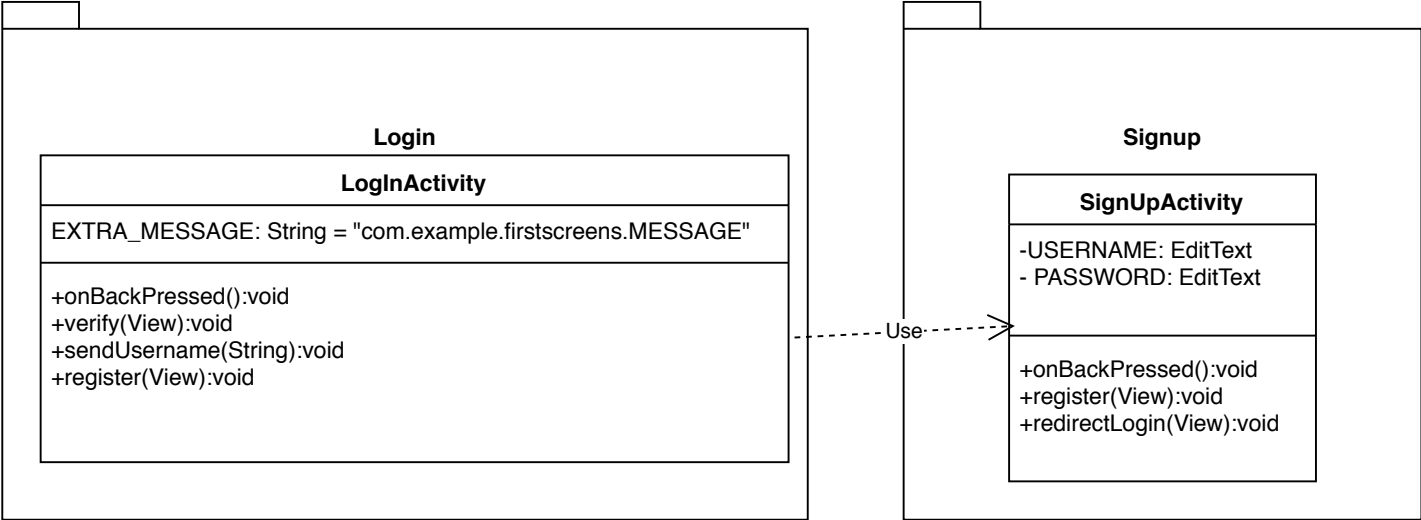 Login
LogInActivity
EXTRA_MESSAGE: String = "com.example.firstscreens.MESSAGE"
+onBackPressed():void
+verify(View):void
+sendUsername(String):void
+register(View):void
Use
Signup
SignUpActivity
-USERNAME: EditText
- PASSWORD: EditText
+onBackPressed():void
+register(View):void
+redirectLogin(View):void